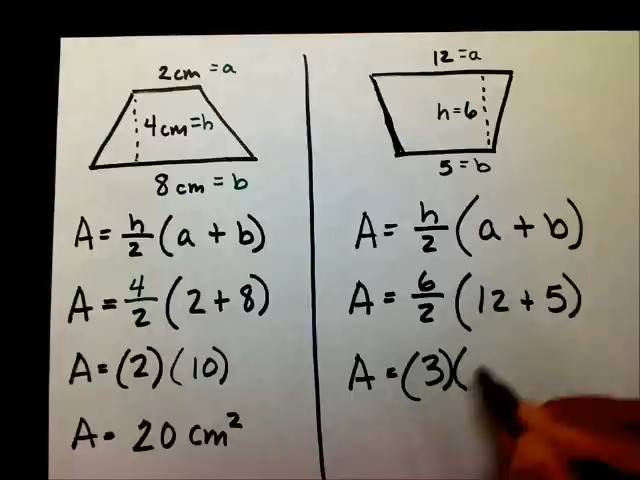 2cm = a
4cm = h
8 cm = b
A = h/2 (a + b)
A = 4/2 (2 + 8)
A = (2)(10)
A = 20 cm²
12 = a
h = 6
5 = b
A = h/2 (a + b)
A = 6/2 (12 + 5)
A = (3)(